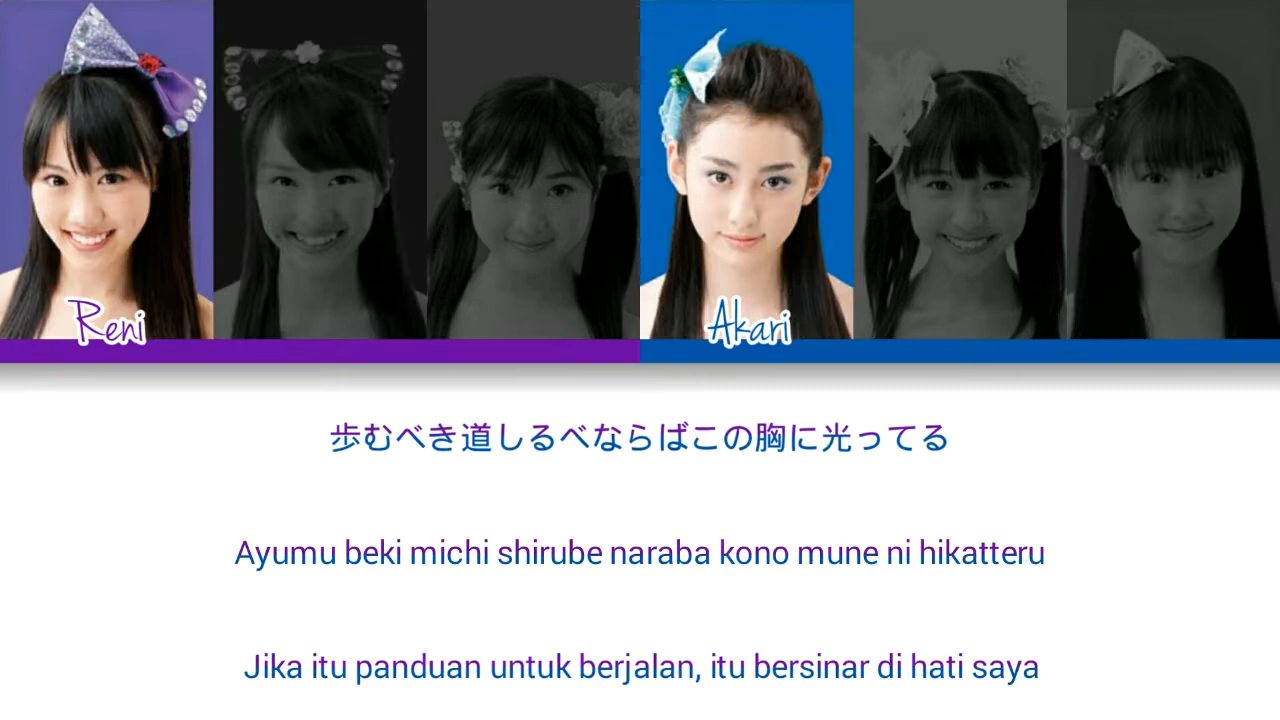 Reni
Akari
歩むべき道しるべならばこの胸に光ってる
Ayumu beki michi shirube naraba kono mune ni hikatteru
Jika itu panduan untuk berjalan, itu bersinar di hati saya